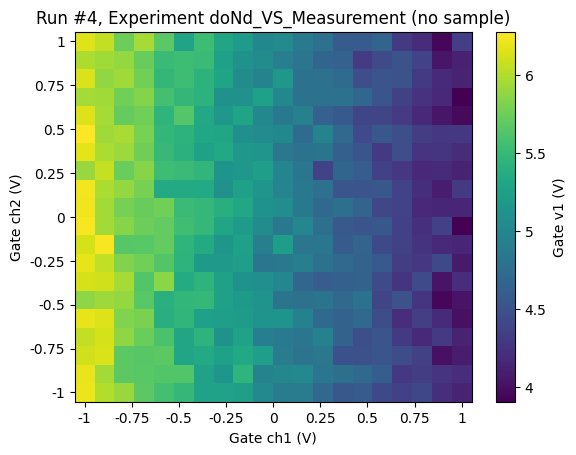 Run #4, Experiment doNd_VS_Measurement (no sample)
Gate ch2 (V)
1
0.75
0.5
0.25
0
-0.25
-0.5
-0.75
-1
-1 -0.75 -0.5 -0.25 0 0.25 0.5 0.75 1
Gate ch1 (V)
6
5.5
5
4.5
4
Gate v1 (V)